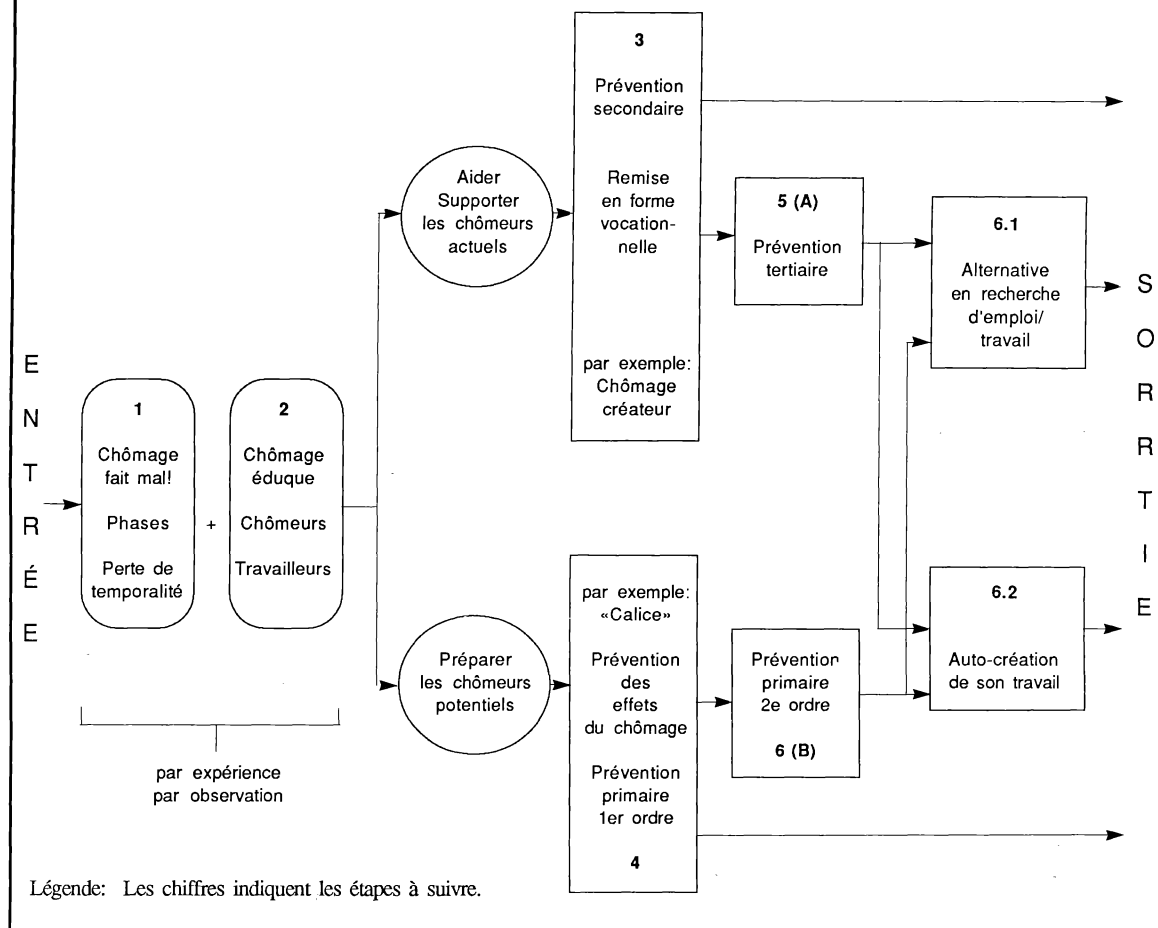 E
N
T
R
É
E
1
Chômage
fait mal!
Phases
Perte de
temporalité
+
2
Chômage
éduque
Chômeurs
Travailleurs
par expérience
par observation
Aider
Supporter
les chômeurs
actuels
Préparer
les chômeurs
potentiels
3
Prévention
secondaire
Remise
en forme
vocation-
nelle
par exemple:
Chômage
créateur
par exemple:
«Calice»
Prévention
des
effets
du chômage
Prévention
primaire
1er ordre
4
5 (A)
Prévention
tertiaire
Prévention
primaire
2e ordre
6 (B)
6.1
Alternative
en recherche
d'emploi/
travail
6.2
Auto-création
de son travail
S
O
R
R
T
I
E
Légende: Les chiffres indiquent les étapes à suivre.